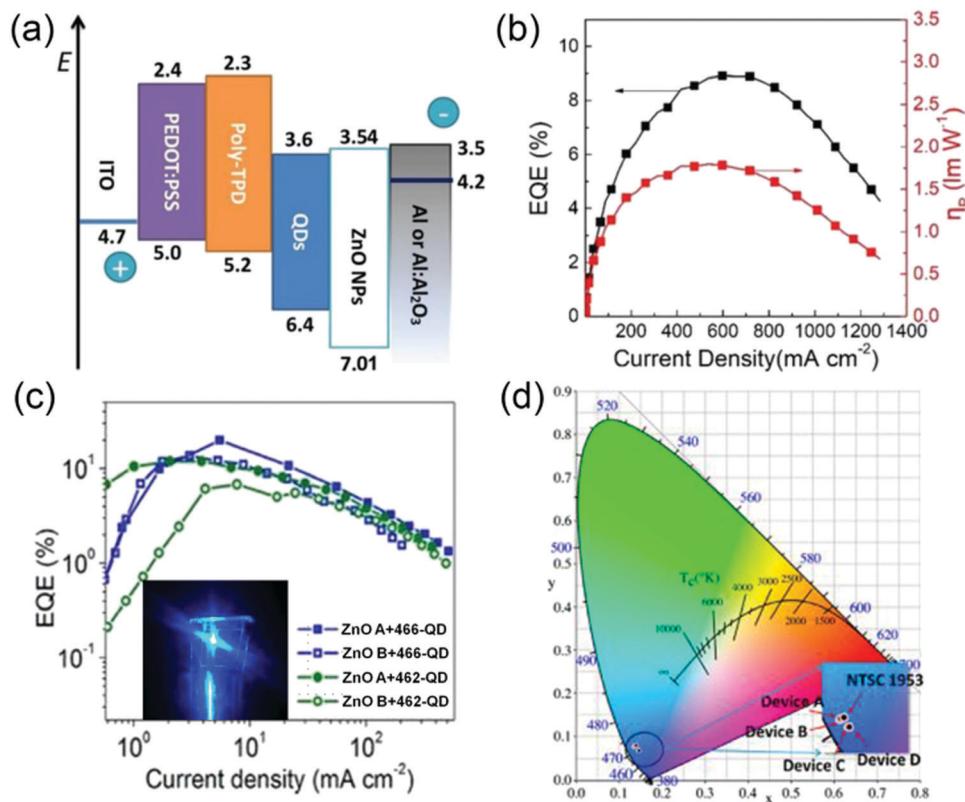 (a)
E
2.4
2.3
3.6
3.54
3.5
4.2
ITO
PEDOT:PSS
Poly-TPD
QDs
ZnO NPs
Al or Al:Al₂O₃
-
4.7
+
5.0
5.2
6.4
7.01
(b)
EQE (%)
10
8
6
4
2
0
3.5
3.0
2.5
2.0
1.5
1.0
0.5
0.0
ηP (lm W⁻¹)
200 400 600 800 1000 1200 1400
Current Density(mA cm⁻²)
(c)
EQE (%)
10¹
10⁰
10⁻¹
ZnO A+466-QD
ZnO B+466-QD
ZnO A+462-QD
ZnO B+462-QD
10⁰ 10¹ 10²
Current density (mA cm⁻²)
(d)
0.9
0.8
0.7
0.6
0.5
y
0.4
0.3
0.2
0.1
0.0
520
540
560
500
580
600
620
700
490
480
470
460
380
Tc(°K)
10000
6000
4000
3000
2500
2000
1500
∞
NTSC 1953
Device A
Device B
Device C
Device D
0.0 0.1 0.2 0.3 0.4 0.5 0.6 0.7 0.8
x